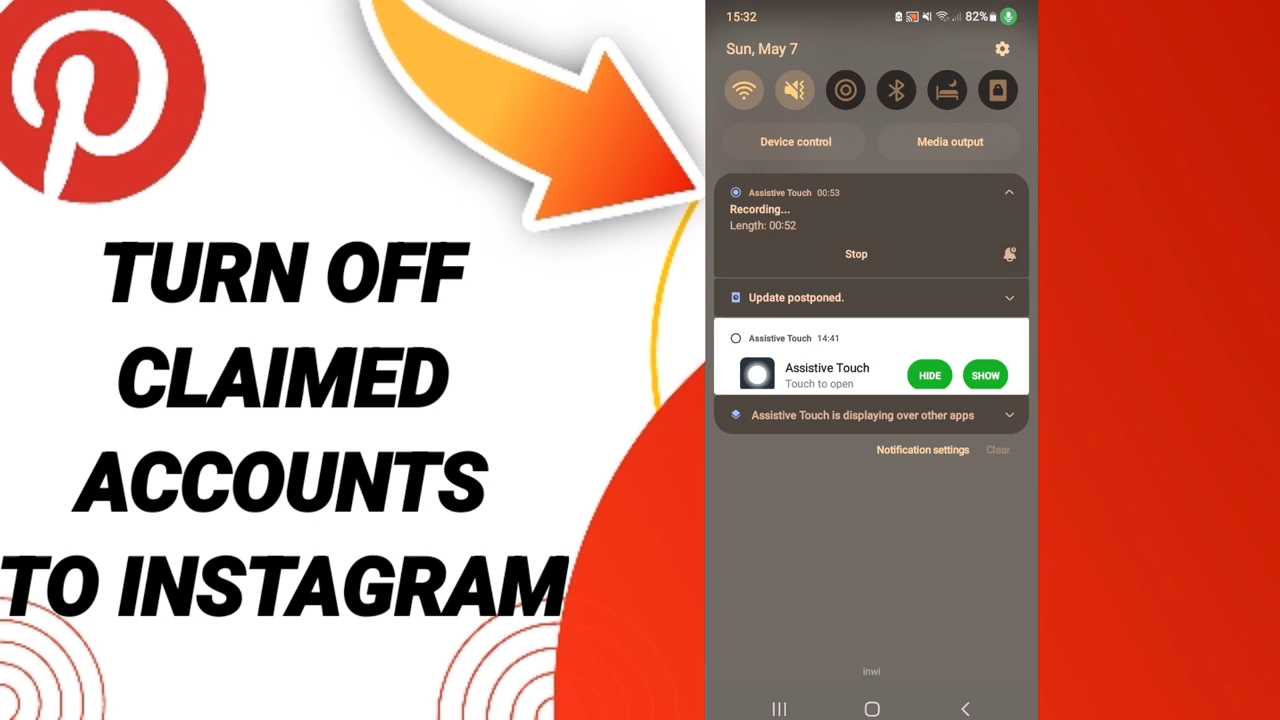 TURN OFF
CLAIMED
ACCOUNTS
TO INSTAGRAM
15:32
82%
Sun, May 7
Device control
Media output
Assistive Touch 00:53
Recording...
Length: 00:52
Stop
Update postponed.
Assistive Touch 14:41
Assistive Touch
Touch to open
HIDE
SHOW
Assistive Touch is displaying over other apps
Notification settings
Clear
inwi